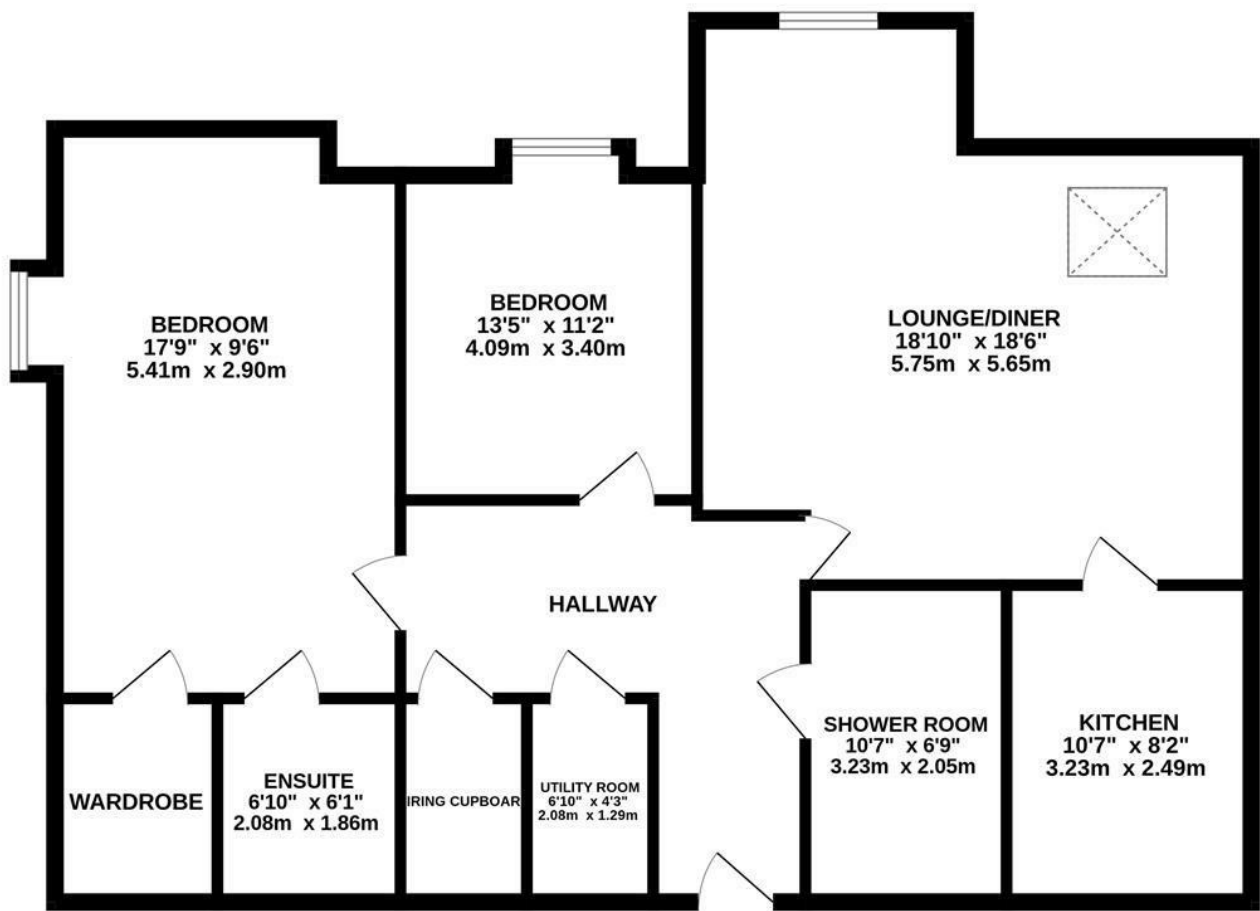 BEDROOM
17'9" x 9'6"
5.41m x 2.90m
BEDROOM
13'5" x 11'2"
4.09m x 3.40m
LOUNGE/DINER
18'10" x 18'6"
5.75m x 5.65m
HALLWAY
WARDROBE
ENSUITE
6'10" x 6'1"
2.08m x 1.86m
IRING CUPBOAR
UTILITY ROOM
6'10" x 4'3"
2.08m x 1.29m
SHOWER ROOM
10'7" x 6'9"
3.23m x 2.05m
KITCHEN
10'7" x 8'2"
3.23m x 2.49m